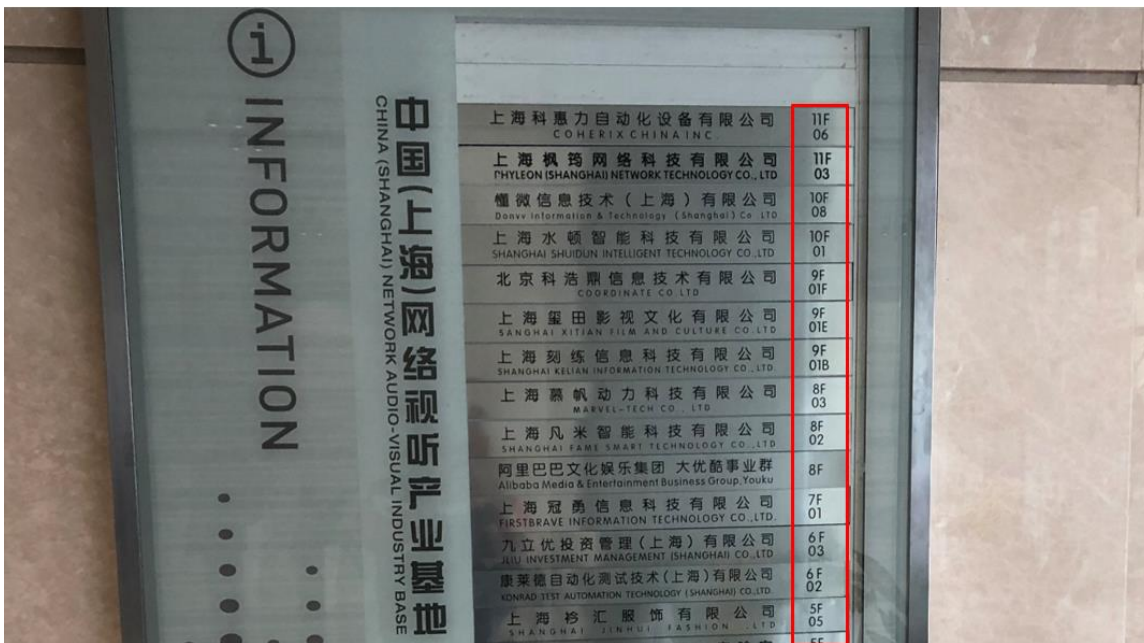 i
INFORMATION
中国(上海)网络视听产业基地
CHINA (SHANGHAI) NETWORK AUDIO-VISUAL INDUSTRY BASE
上海科惠力自动化设备有限公司 11F
COHERIX CHINA INC. 06
上海枫筠网络科技有限公司 11F
PHYLEON (SHANGHAI) NETWORK TECHNOLOGY CO., LTD 03
懂微信息技术(上海)有限公司 10F
Donvv Information & Technology (Shanghai) Co LTD 08
上海水顿智能科技有限公司 10F
SHANGHAI SHUIDUN INTELLIGENT TECHNOLOGY CO.,LTD 01
北京科浩鼎信息技术有限公司 9F
COORDINATE CO.LTD 01F
上海玺田影视文化有限公司 9F
SANGHAI XITIAN FILM AND CULTURE CO.LTD 01E
上海刻练信息科技有限公司 9F
SHANGHAI KELIAN INFORMATION TECHNOLOGY CO.,LTD. 01B
上海慕帆动力科技有限公司 8F
MARVEL-TECH CO., LTD 03
上海凡米智能科技有限公司 8F
SHANGHAI FAME SMART TECHNOLOGY CO.,LTD 02
阿里巴巴文化娱乐集团 大优酷事业群 8F
Alibaba Media & Entertainment Business Group, Youku
上海冠勇信息科技有限公司 7F
FIRSTBRAVE INFORMATION TECHNOLOGY CO.,LTD. 01
九立优投资管理(上海)有限公司 6F
JLIU INVESTMENT MANAGEMENT (SHANGHAI) CO.,LTD 03
康莱德自动化测试技术(上海)有限公司 6F
KONRAD TEST AUTOMATION TECHNOLOGY (SHANGHAI) CO.,LTD. 02
上海衿汇服饰有限公司 5F
SHANGHAI JINHUI FASHION .,LTD 05
5F